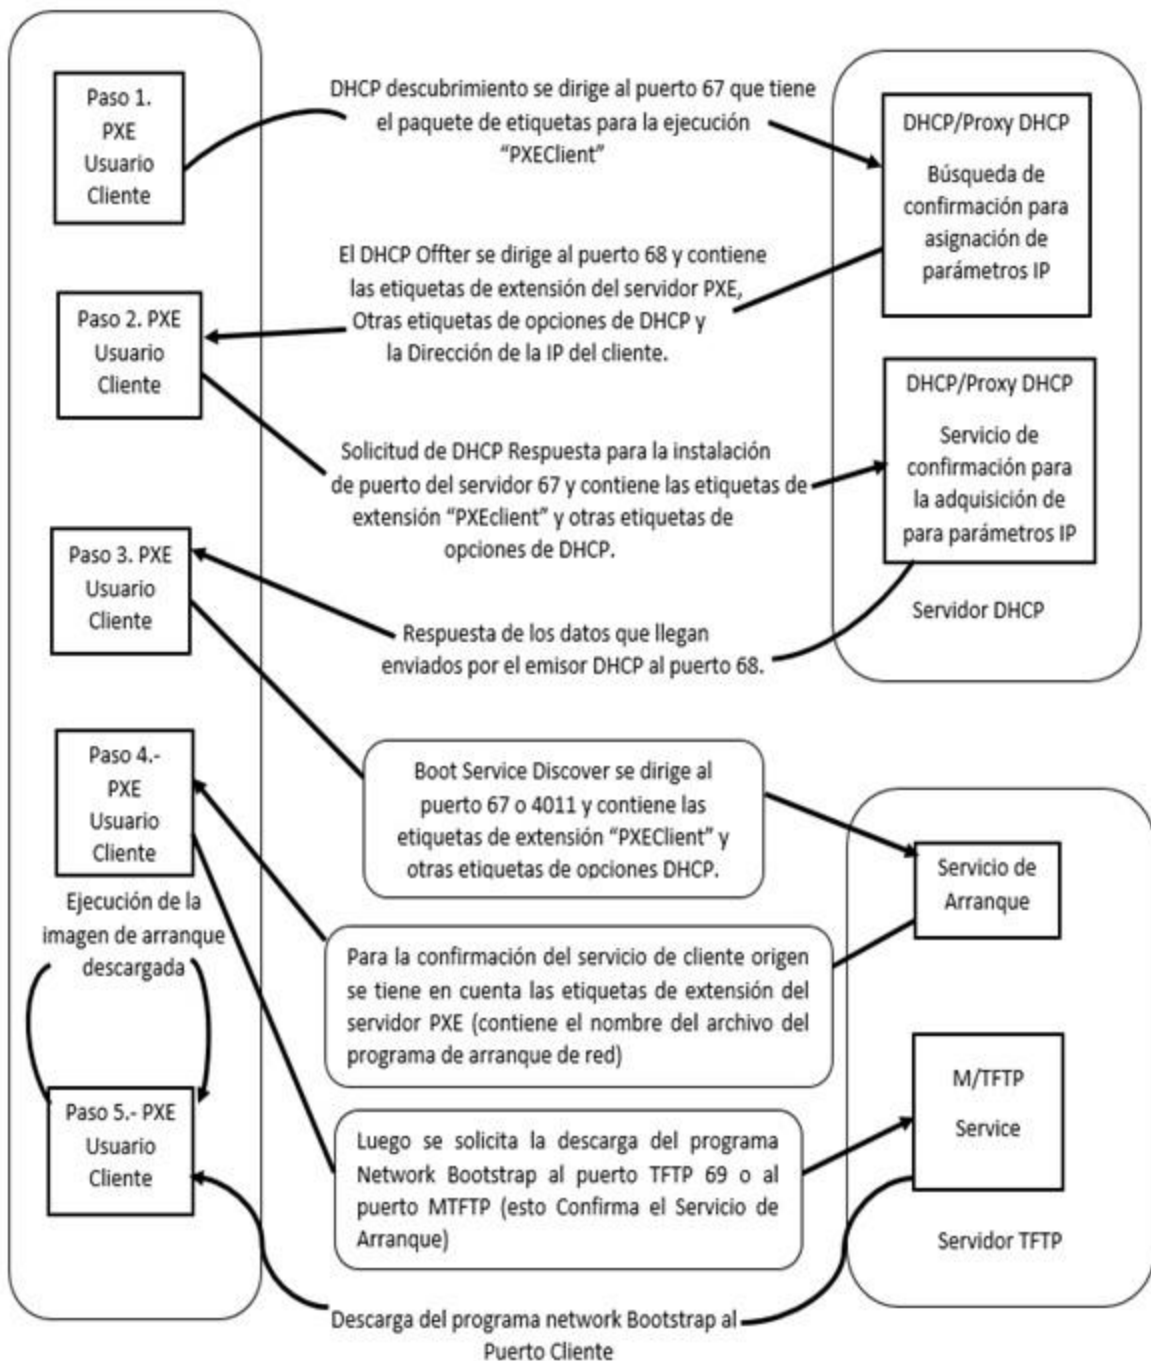 Paso 1.
PXE
Usuario
Cliente
DHCP descubrimiento se dirige al puerto 67 que tiene
el paquete de etiquetas para la ejecución
“PXEClient”
DHCP/Proxy DHCP
Búsqueda de
confirmación para
asignación de
parámetros IP
El DHCP Offter se dirige al puerto 68 y contiene
las etiquetas de extensión del servidor PXE,
Otras etiquetas de opciones de DHCP y
la Dirección de la IP del cliente.
Paso 2. PXE
Usuario
Cliente
Solicitud de DHCP Respuesta para la instalación
de puerto del servidor 67 y contiene las etiquetas de
extensión “PXEclient” y otras etiquetas de
opciones de DHCP.
DHCP/Proxy DHCP
Servicio de
confirmación para
la adquisición de
para parámetros IP
Servidor DHCP
Paso 3. PXE
Usuario
Cliente
Respuesta de los datos que llegan
enviados por el emisor DHCP al puerto 68.
Boot Service Discover se dirige al
puerto 67 o 4011 y contiene las
etiquetas de extensión “PXEClient” y
otras etiquetas de opciones DHCP.
Servicio de
Arranque
Paso 4.-
PXE
Usuario
Cliente
Ejecución de la
imagen de arranque
descargada
Para la confirmación del servicio de cliente origen
se tiene en cuenta las etiquetas de extensión del
servidor PXE (contiene el nombre del archivo del
programa de arranque de red)
Luego se solicita la descarga del programa
Network Bootstrap al puerto TFTP 69 o al
puerto MTFTP (esto Confirma el Servicio de
Arranque)
M/TFTP
Service
Servidor TFTP
Paso 5.- PXE
Usuario
Cliente
Descarga del programa network Bootstrap al
Puerto Cliente